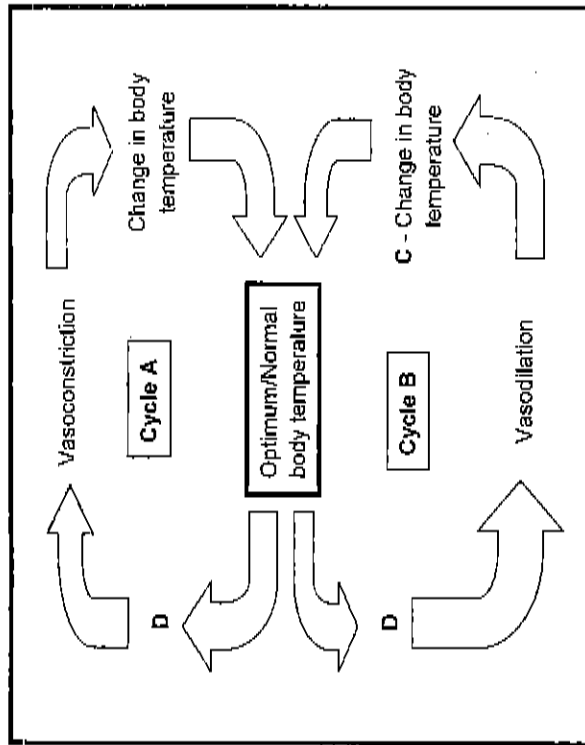 Vasoconstriction
D
Cycle A
Change in body
temperature
Optimum/Normal
body temperature
D
Cycle B
C - Change in body
temperature
Vasodilation